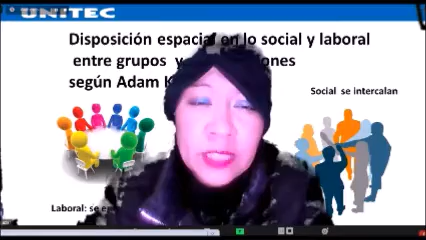 UNITEC
Disposición espacial en lo social y laboral
entre grupos y
según Adam
Social se intercalan
Laboral: se